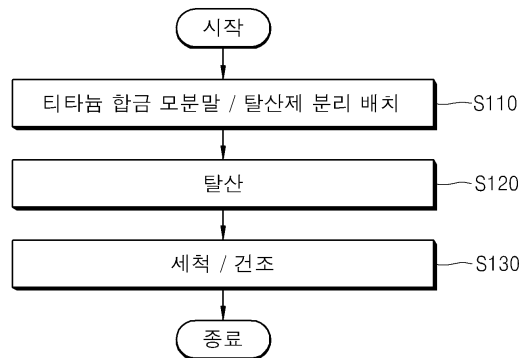 시작
티타늄 합금 모분말 / 탈산제 분리 배치
S110
탈산
S120
세척 / 건조
S130
종료